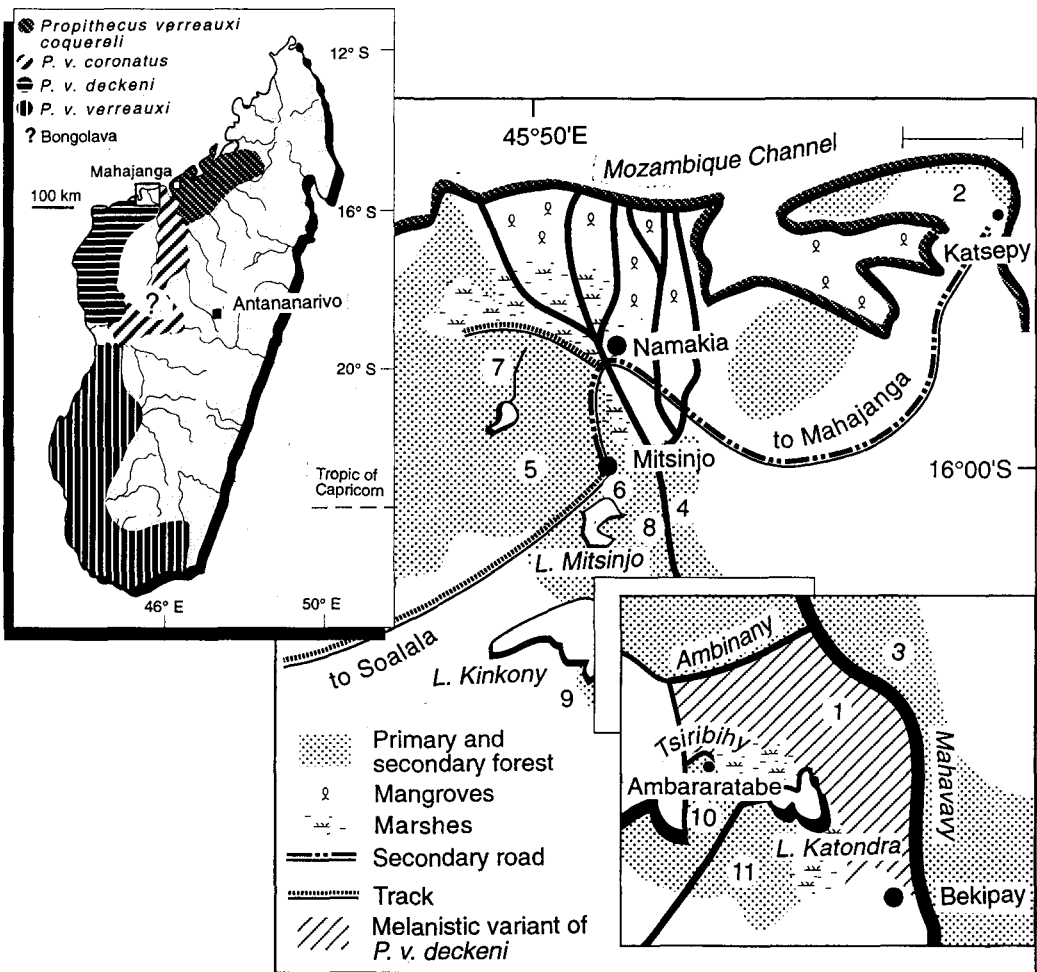 Propithecus verreauxi
coquereli
P. v. coronatus
P. v. deckeni
P. v. verreauxi
? Bongolava
Mahajanga
100 km
12° S
16° S
?
Antananarivo
20° S
Tropic of
Capricorn
46° E
50° E
45°50'E
Mozambique Channel
2
Katsepy
Namakia
7
to Mahajanga
Mitsinjo
16°00'S
5
6
8
4
L. Mitsinjo
to Soalala
L. Kinkony
9
Ambinany
3
1
Tsiribihy
Mahavavy
Ambararatabe
10
L. Katondra
11
Bekipay
Primary and
secondary forest
Mangroves
Marshes
Secondary road
Track
Melanistic variant of
P. v. deckeni